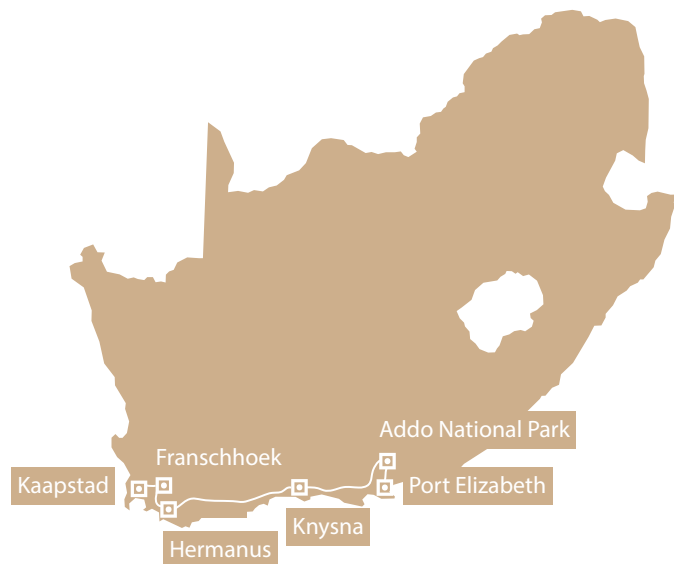 Addo National Park
Franschhoek
Kaapstad
Port Elizabeth
Knysna
Hermanus